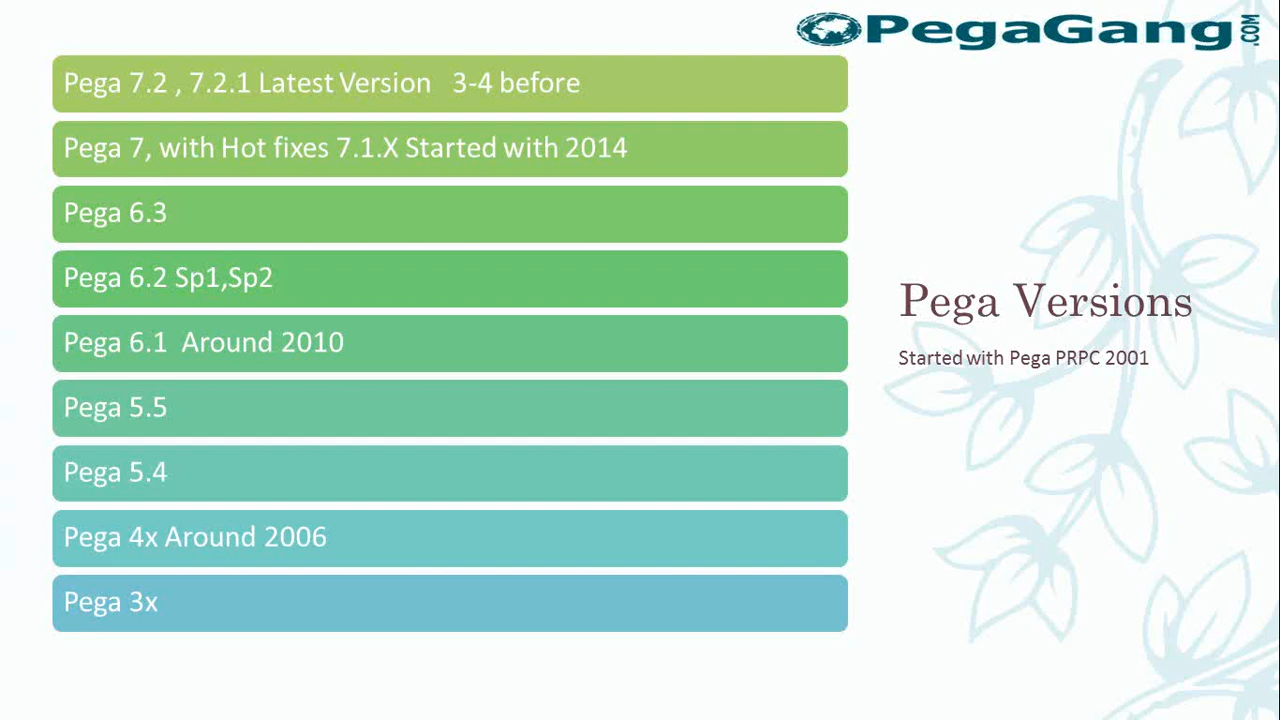 PegaGang.COM
Pega 7.2 , 7.2.1 Latest Version 3-4 before
Pega 7, with Hot fixes 7.1.X Started with 2014
Pega 6.3
Pega 6.2 Sp1,Sp2
Pega 6.1 Around 2010
Pega 5.5
Pega 5.4
Pega 4x Around 2006
Pega 3x
Pega Versions
Started with Pega PRPC 2001